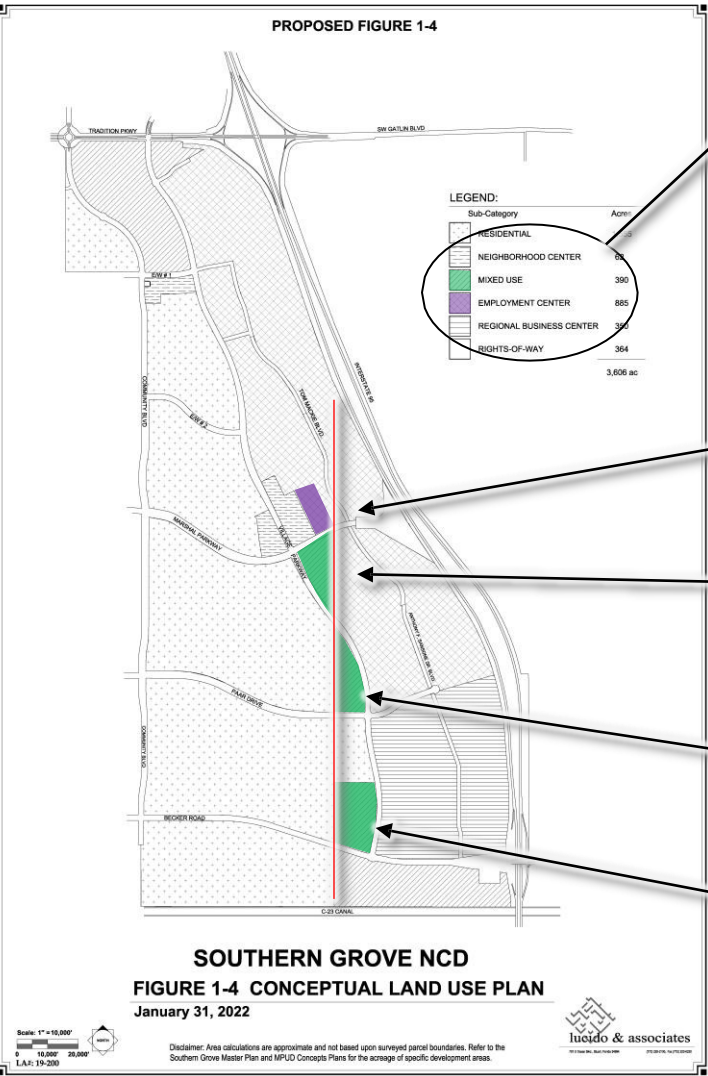 PROPOSED FIGURE 1-4
TRADITION PKWY
SW GATLIN BLVD
LEGEND:
Sub-Category Acres
RESIDENTIAL
NEIGHBORHOOD CENTER 62
MIXED USE 390
EMPLOYMENT CENTER 885
REGIONAL BUSINESS CENTER 350
RIGHTS-OF-WAY 364
3,606 ac
E/W # 1
INTERSTATE 95
COMMUNITY BLVD
TOM MACKIE BLVD
E/W # 2
MARSHAL PARKWAY
VILLAGE
PARKWAY
PAAR DRIVE
COMMUNITY BLVD
BECKER ROAD
C-23 CANAL
SOUTHERN GROVE NCD
FIGURE 1-4 CONCEPTUAL LAND USE PLAN
January 31, 2022
Scale: 1" =10,000'
0 10,000' 20,000'
LA#: 19-200
NORTH
Disclaimer: Area calculations are approximate and not based upon surveyed parcel boundaries. Refer to the
Southern Grove Master Plan and MPUD Concepts Plans for the acreage of specific development areas.
lucido & associates